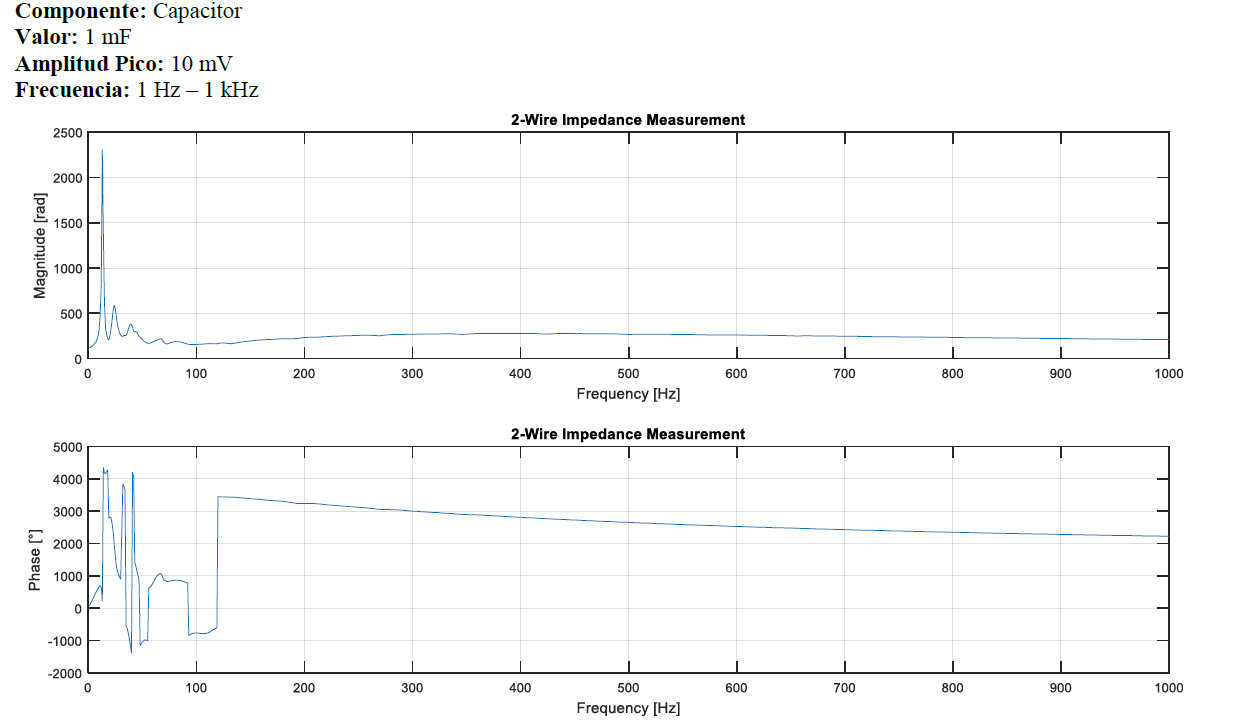 Componente: Capacitor
Valor: 1 mF
Amplitud Pico: 10 mV
Frecuencia: 1 Hz – 1 kHz
2-Wire Impedance Measurement
2500
2000
1500
1000
500
0
Magnitude [rad]
0 100 200 300 400 500 600 700 800 900 1000
Frequency [Hz]
2-Wire Impedance Measurement
5000
4000
3000
2000
1000
0
-1000
-2000
Phase [°]
0 100 200 300 400 500 600 700 800 900 1000
Frequency [Hz]